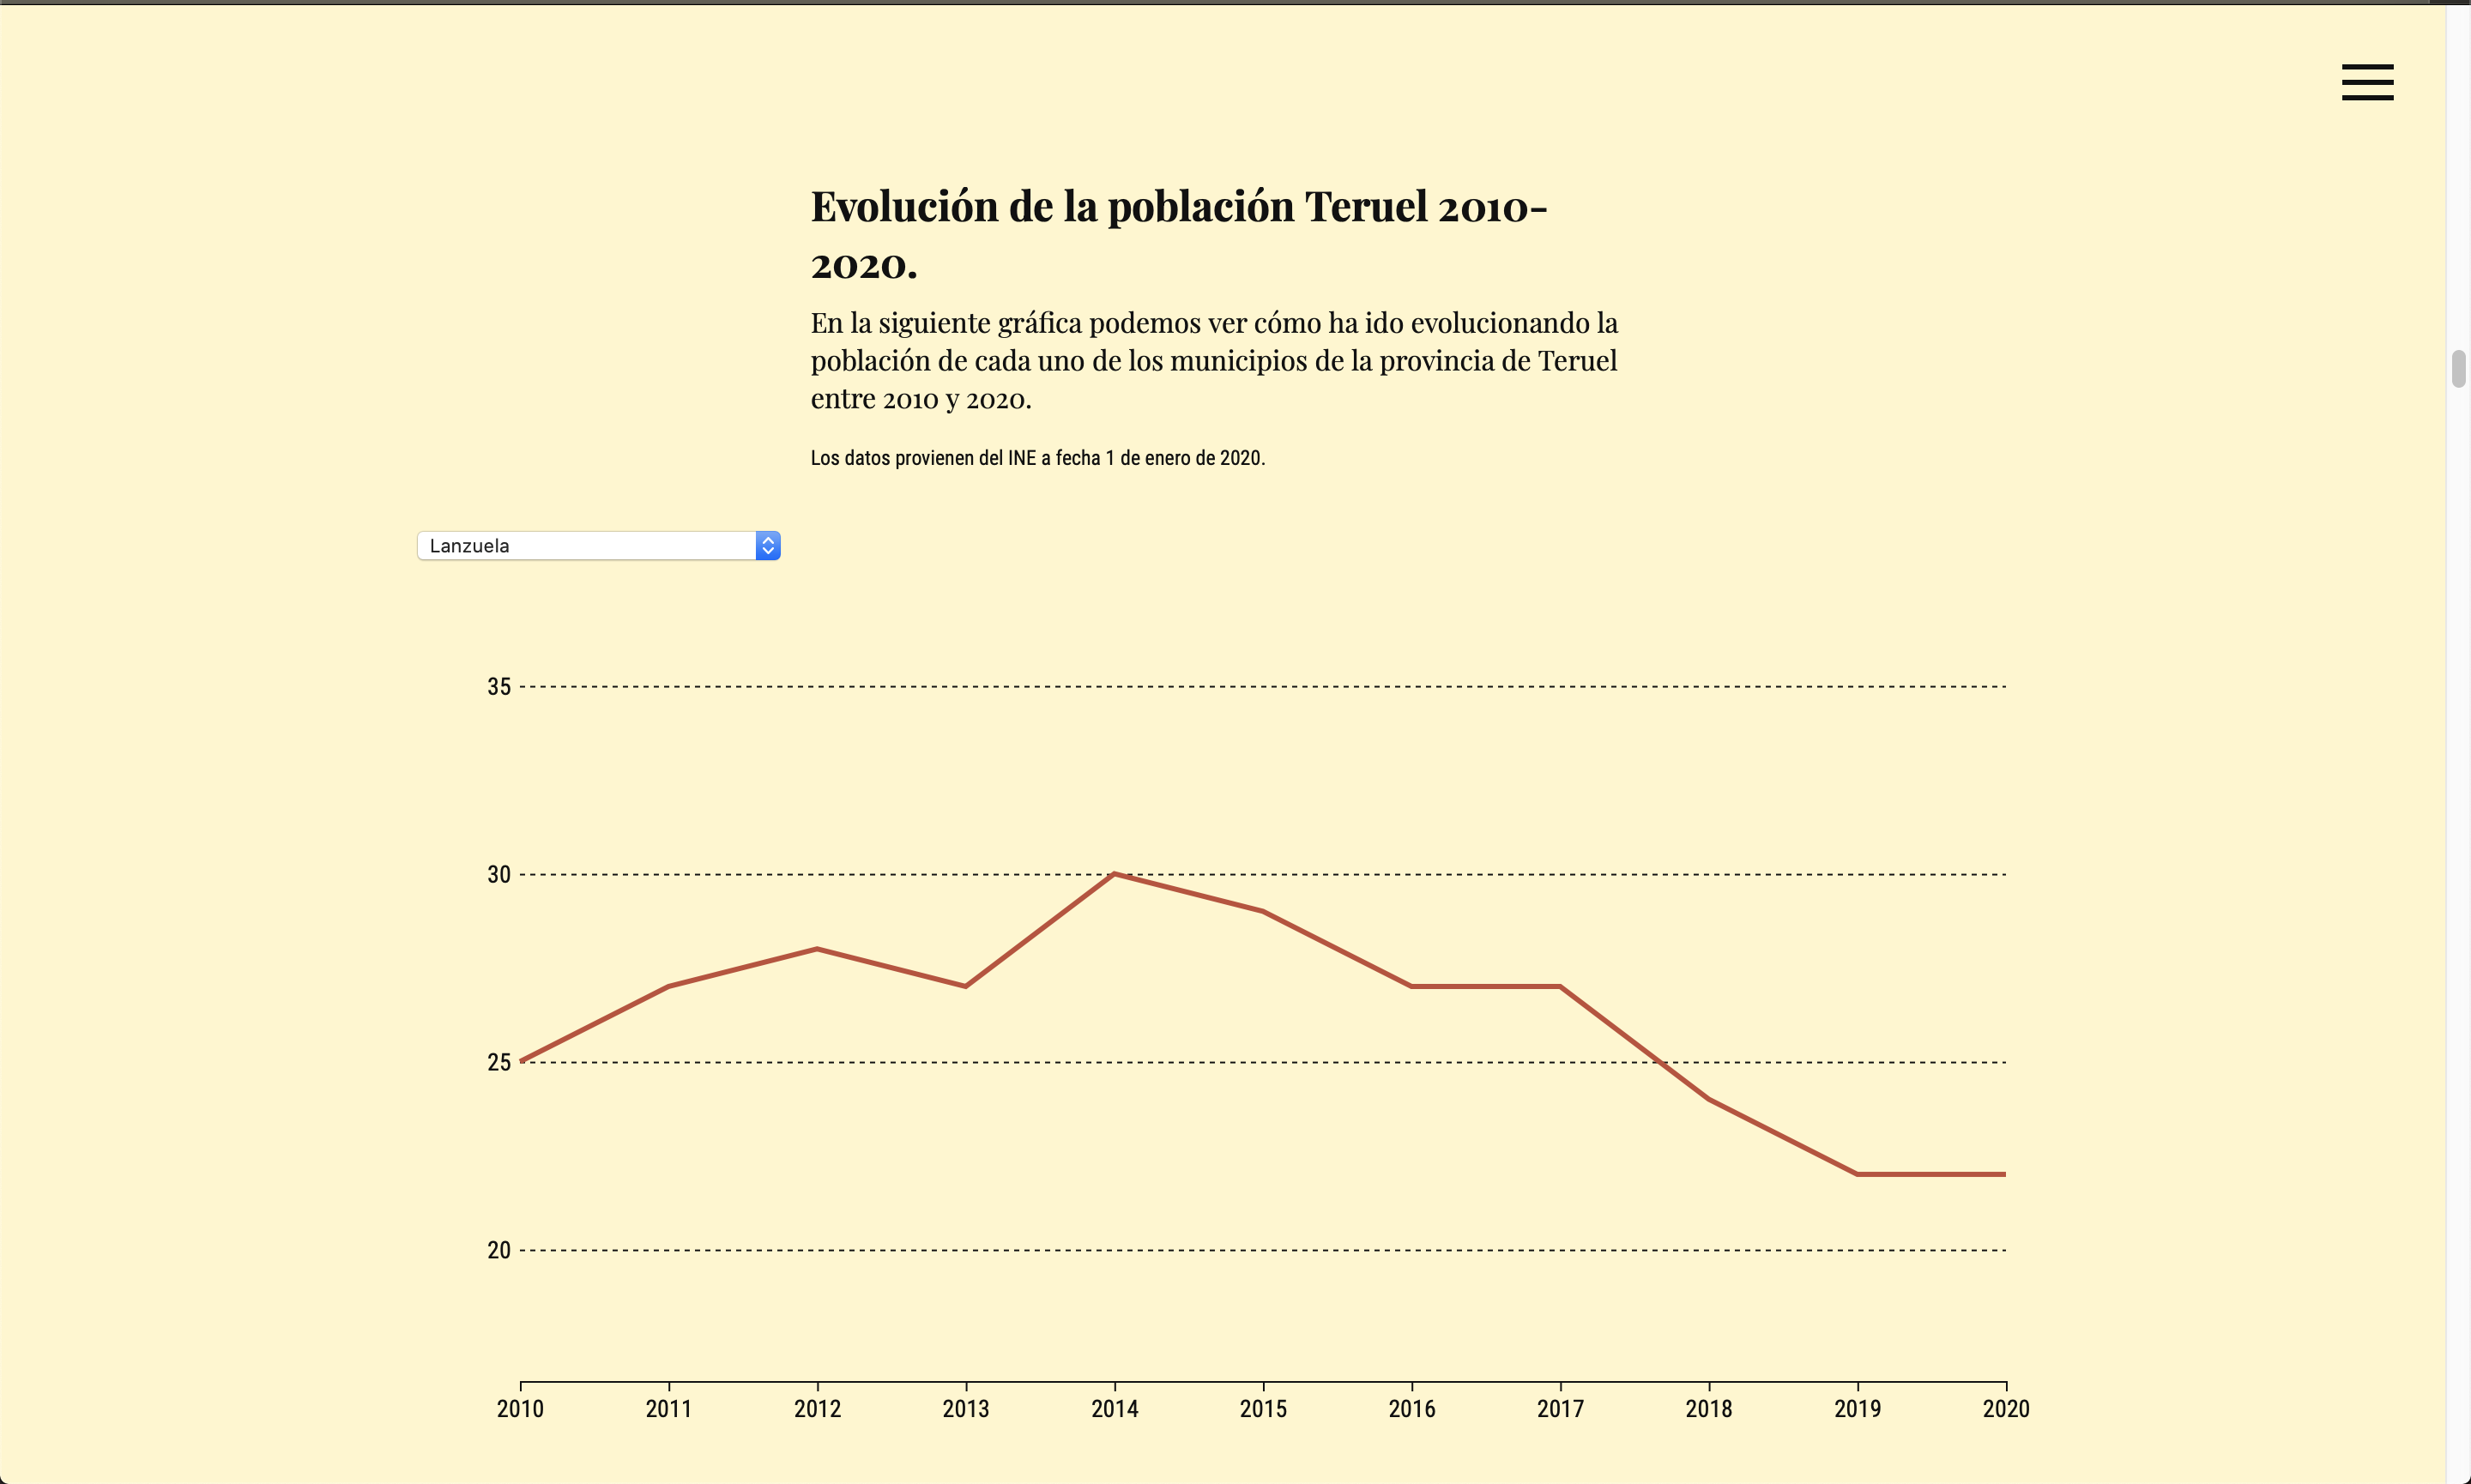 Evolución de la población Teruel 2010-
2020.
En la siguiente gráfica podemos ver cómo ha ido evolucionando la
población de cada uno de los municipios de la provincia de Teruel
entre 2010 y 2020.
Los datos provienen del INE a fecha 1 de enero de 2020.
Lanzuela
35
30
25
20
2010 2011 2012 2013 2014 2015 2016 2017 2018 2019 2020